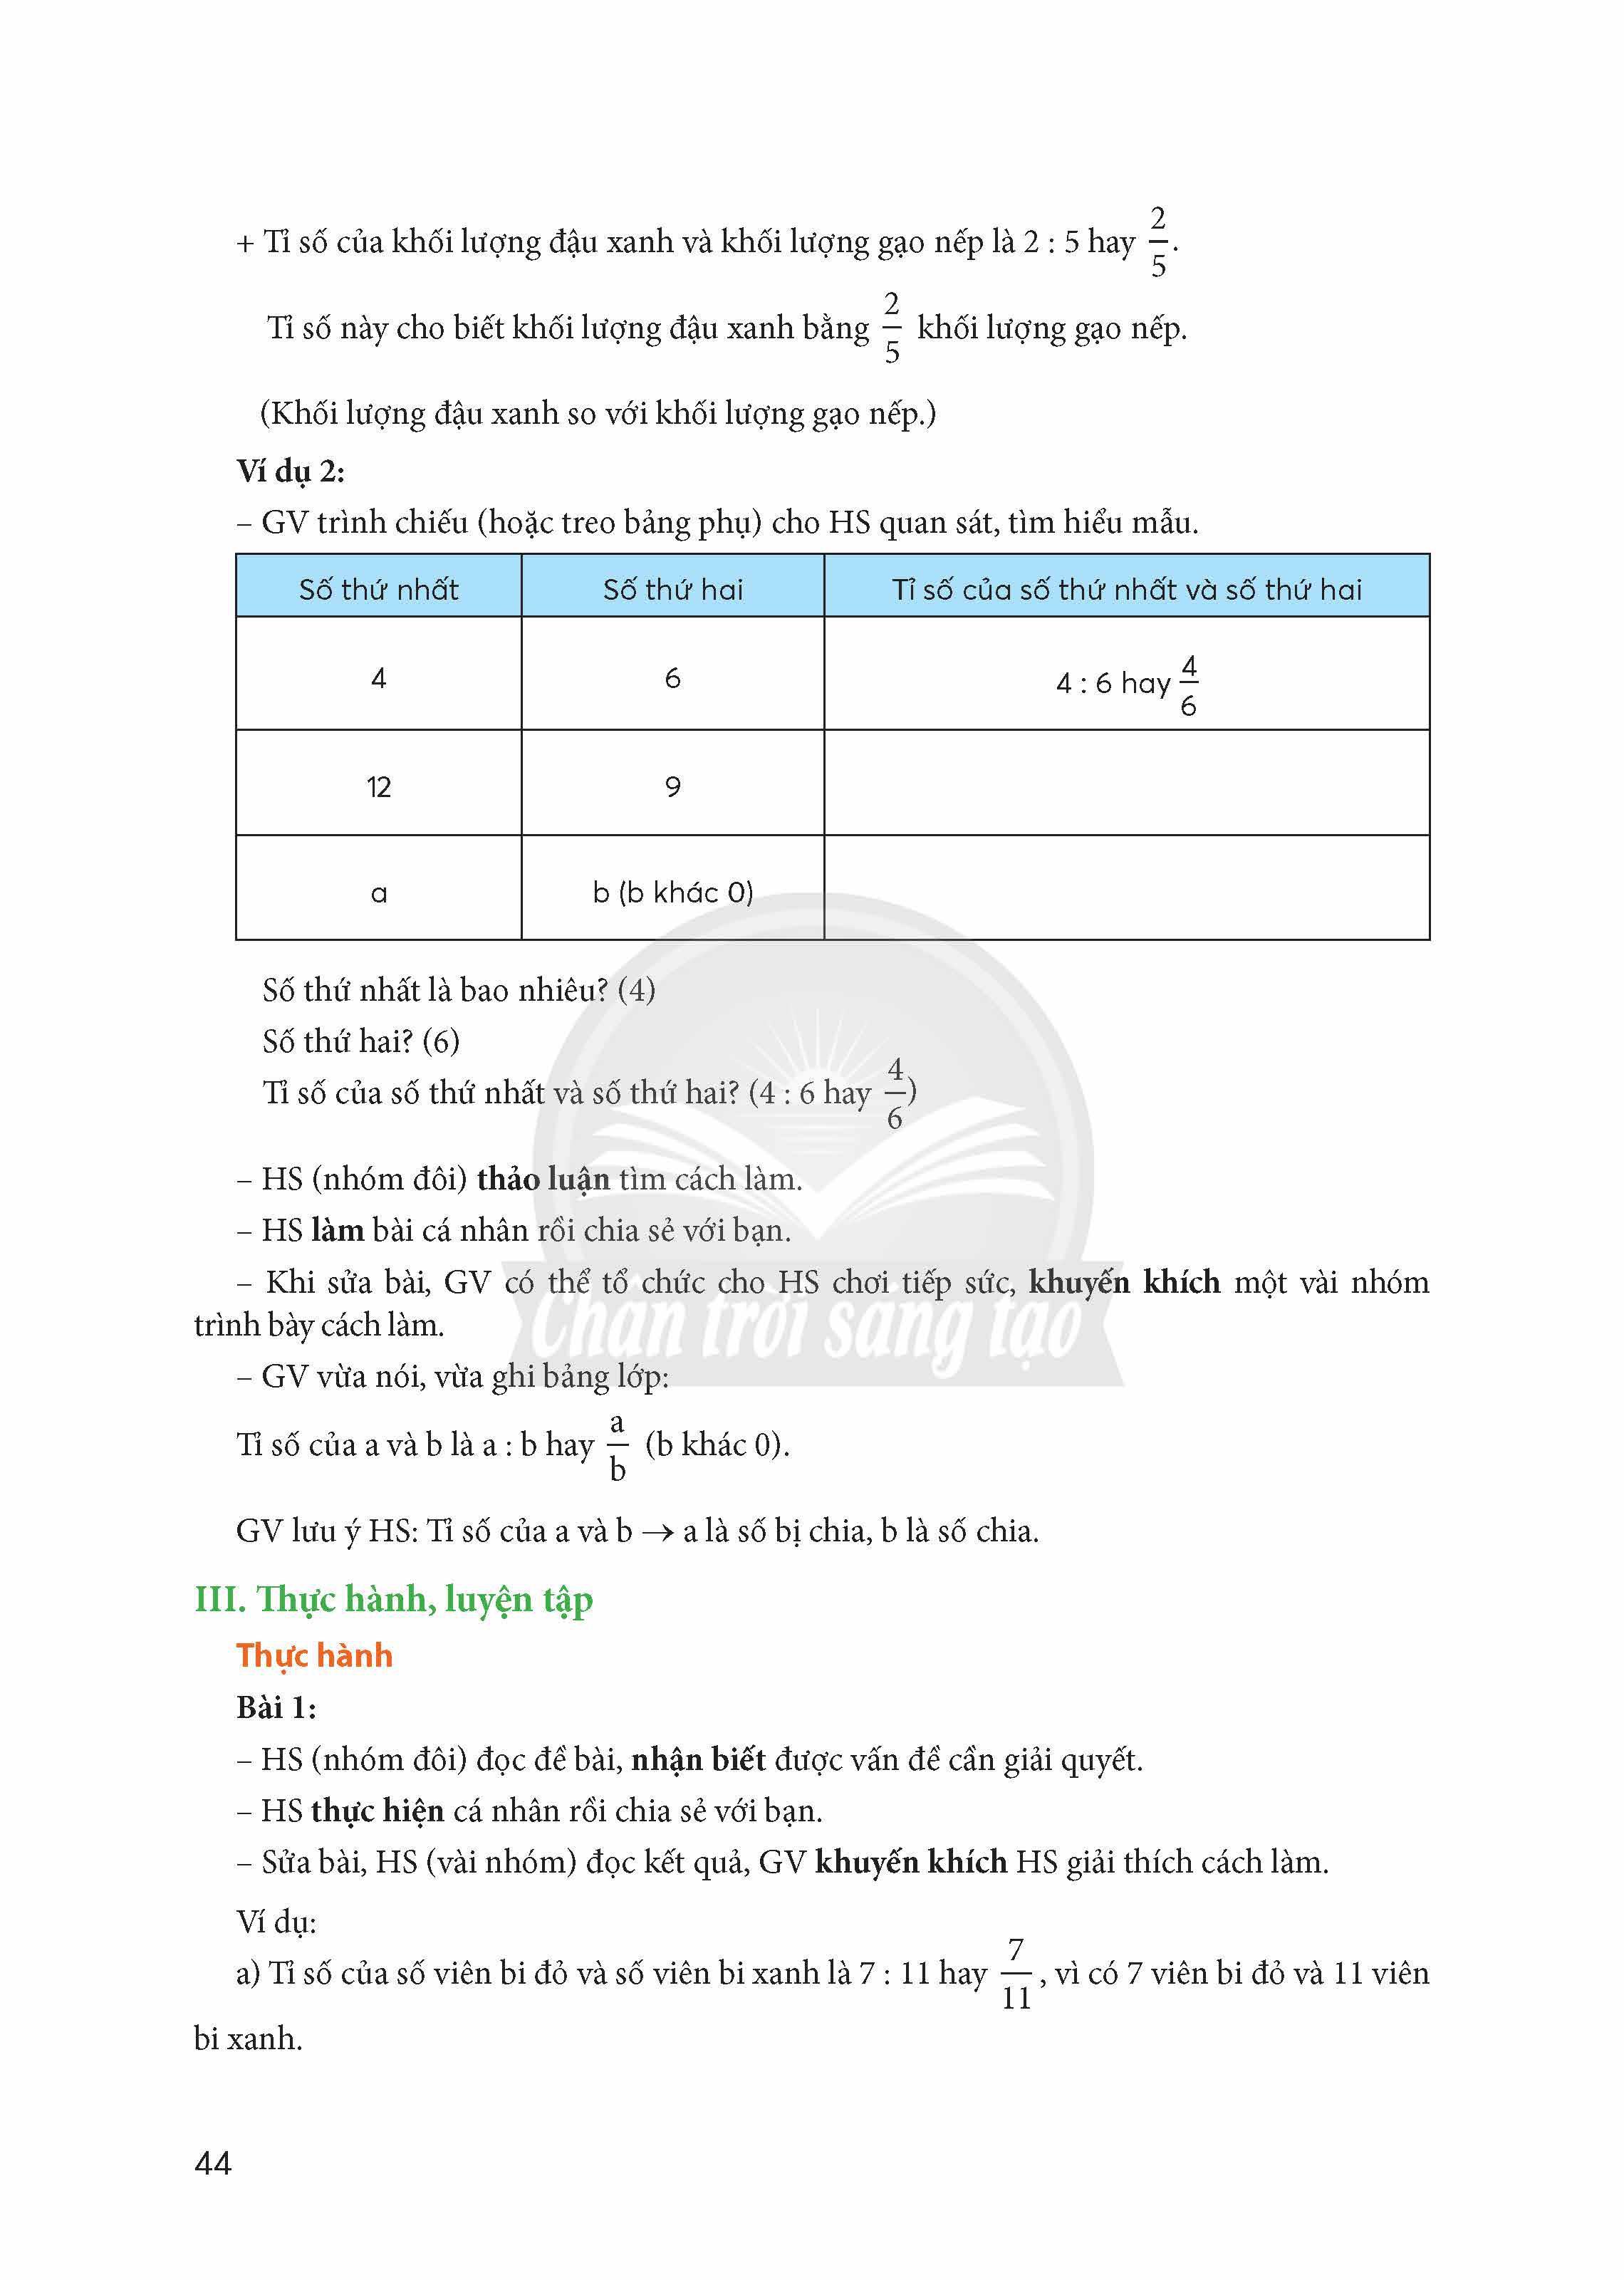 + Tỉ số của khối lượng đậu xanh và khối lượng gạo nếp là 2 : 5 hay 2/5.
Tỉ số này cho biết khối lượng đậu xanh bằng 2/5 khối lượng gạo nếp.
(Khối lượng đậu xanh so với khối lượng gạo nếp.)
Ví dụ 2:
– GV trình chiếu (hoặc treo bảng phụ) cho HS quan sát, tìm hiểu mẫu.
Số thứ nhất Số thứ hai Tỉ số của số thứ nhất và số thứ hai
4 6 4 : 6 hay 4/6
12 9
a b (b khác 0)
Số thứ nhất là bao nhiêu? (4)
Số thứ hai? (6)
Tỉ số của số thứ nhất và số thứ hai? (4 : 6 hay 4/6)
– HS (nhóm đôi) thảo luận tìm cách làm.
– HS làm bài cá nhân rồi chia sẻ với bạn.
– Khi sửa bài, GV có thể tổ chức cho HS chơi tiếp sức, khuyến khích một vài nhóm
trình bày cách làm.
Chân trời sáng tạo
– GV vừa nói, vừa ghi bảng lớp:
Tỉ số của a và b là a : b hay a/b (b khác 0).
GV lưu ý HS: Tỉ số của a và b → a là số bị chia, b là số chia.
III. Thực hành, luyện tập
Thực hành
Bài 1:
– HS (nhóm đôi) đọc đề bài, nhận biết được vấn đề cần giải quyết.
– HS thực hiện cá nhân rồi chia sẻ với bạn.
– Sửa bài, HS (vài nhóm) đọc kết quả, GV khuyến khích HS giải thích cách làm.
Ví dụ:
a) Tỉ số của số viên bi đỏ và số viên bi xanh là 7 : 11 hay 7/11, vì có 7 viên bi đỏ và 11 viên
bi xanh.
44